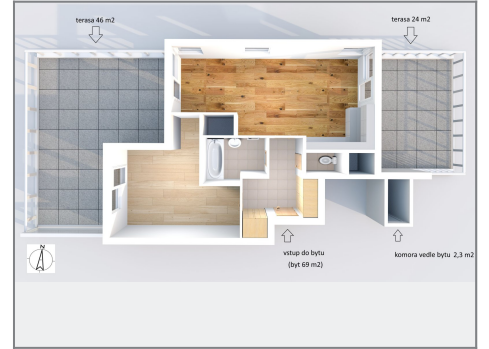 terasa 46 m2
terasa 24 m2
N
vstup do bytu
(byt 69 m2)
komora vedle bytu 2,3 m2